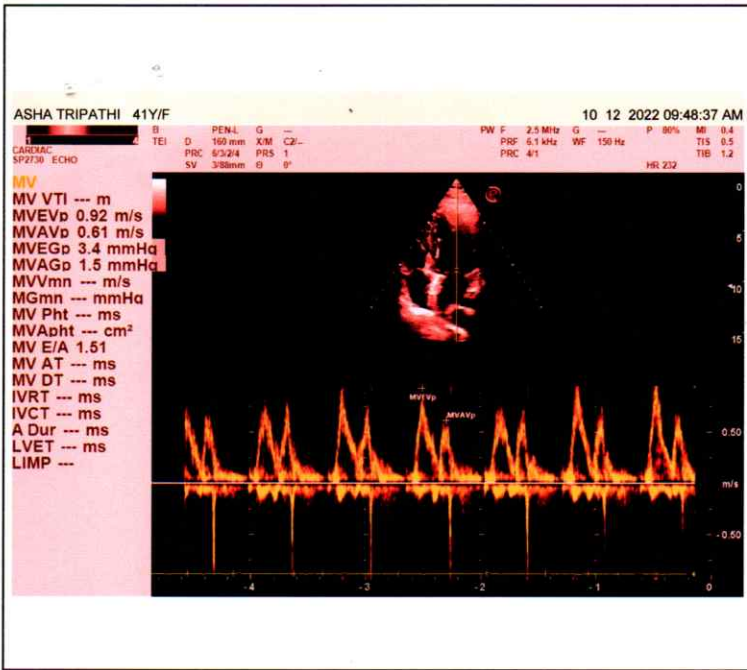 ASHA TRIPATHI 41Y/F 10 12 2022 09:48:37 AM
B PEN-L G --- PW F 2.5 MHz G --- P 80% MI 0.4
TEI D 160 mm X/M C2/-- PRF 6.1 kHz WF 150 Hz TIS 0.5
CARDIAC PRC 6/3/2/4 PRS 1 PRC 4/1 TIB 1.2
SP2730 ECHO SV 3/88mm Θ 0° HR 232
MV
MV VTI --- m
MVEVp 0.92 m/s
MVAVp 0.61 m/s
MVEGp 3.4 mmHg
MVAGp 1.5 mmHg
MVVmn --- m/s
MGmn --- mmHg
MV Pht --- ms
MVApht --- cm²
MV E/A 1.51
MV AT --- ms
MV DT --- ms
IVRT --- ms
IVCT --- ms
A Dur --- ms
LVET --- ms
LIMP ---
0
5
10
15
MVEVp
MVAVp
0.50
m/s
-0.50
-4 -3 -2 -1 0